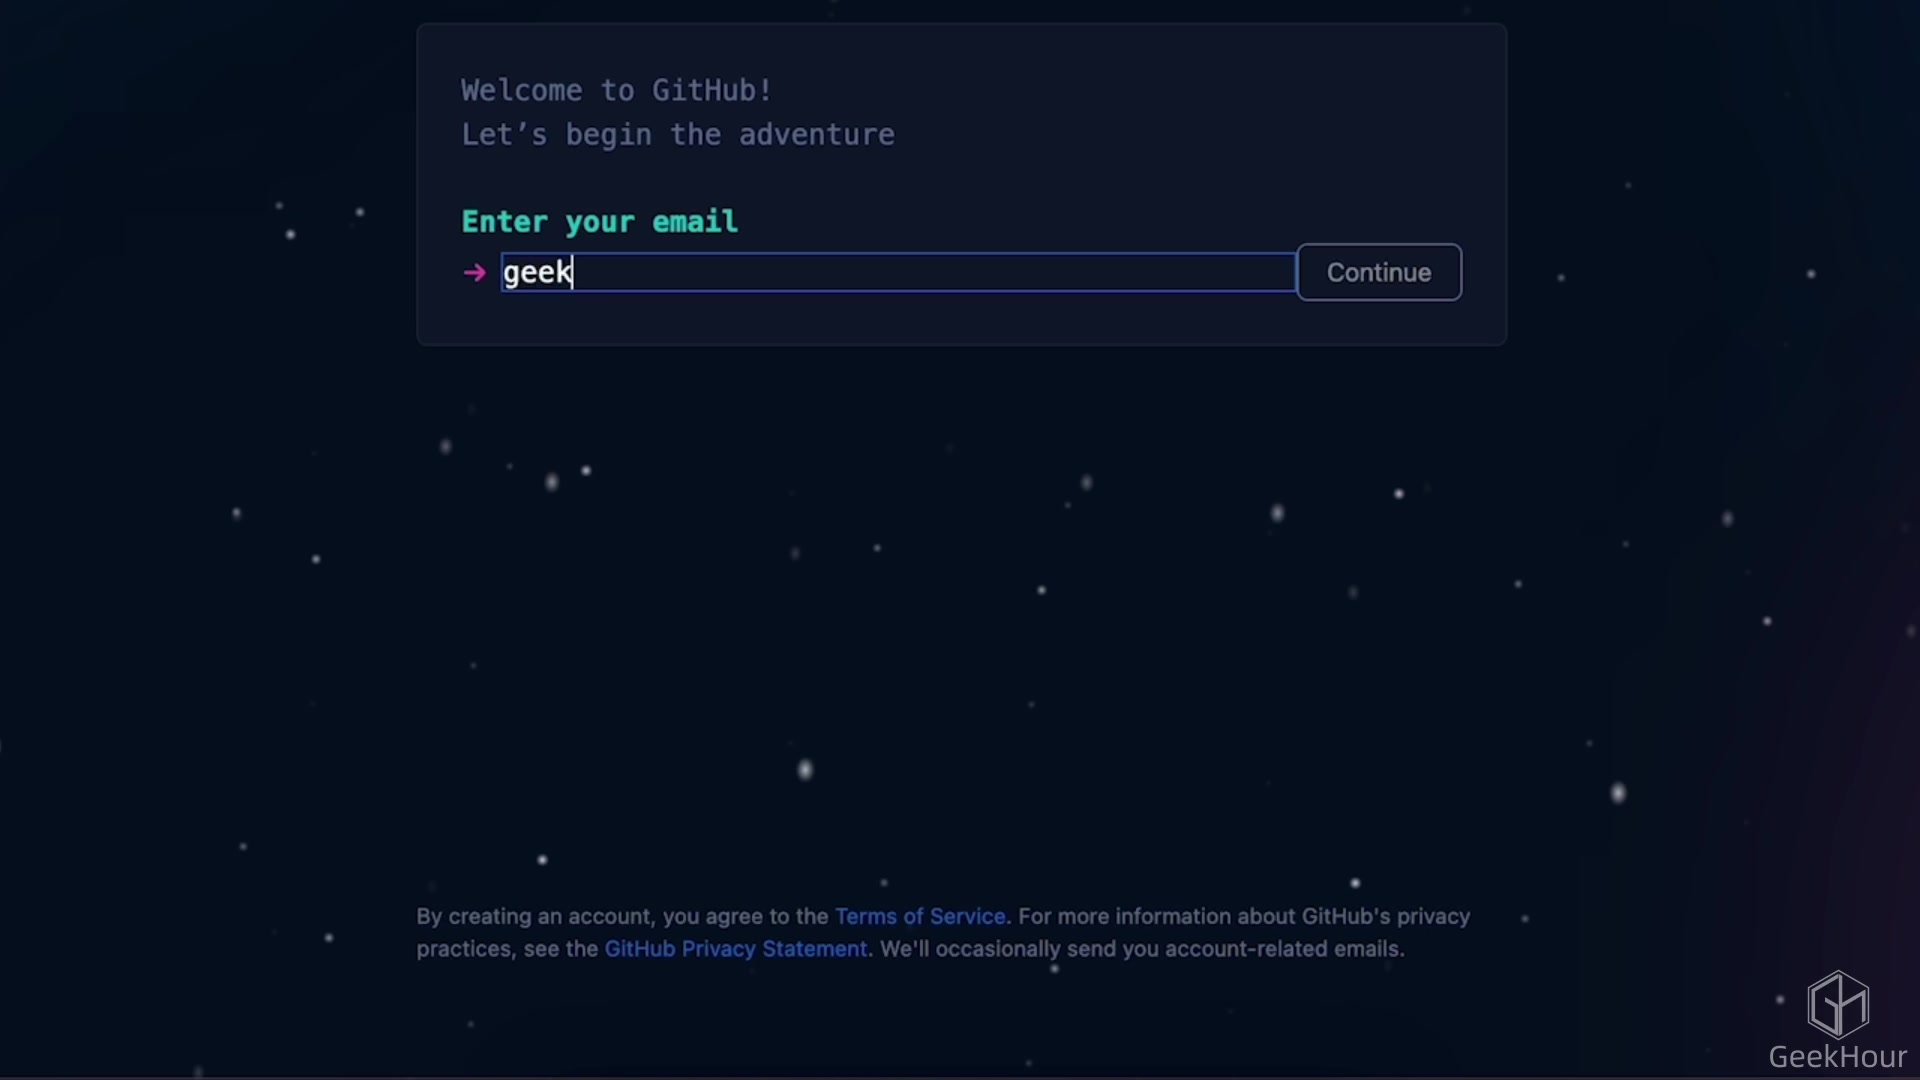 Welcome to GitHub!
Let’s begin the adventure
Enter your email
→ geek
Continue
By creating an account, you agree to the Terms of Service. For more information about GitHub's privacy
practices, see the GitHub Privacy Statement. We'll occasionally send you account-related emails.
GeekHour